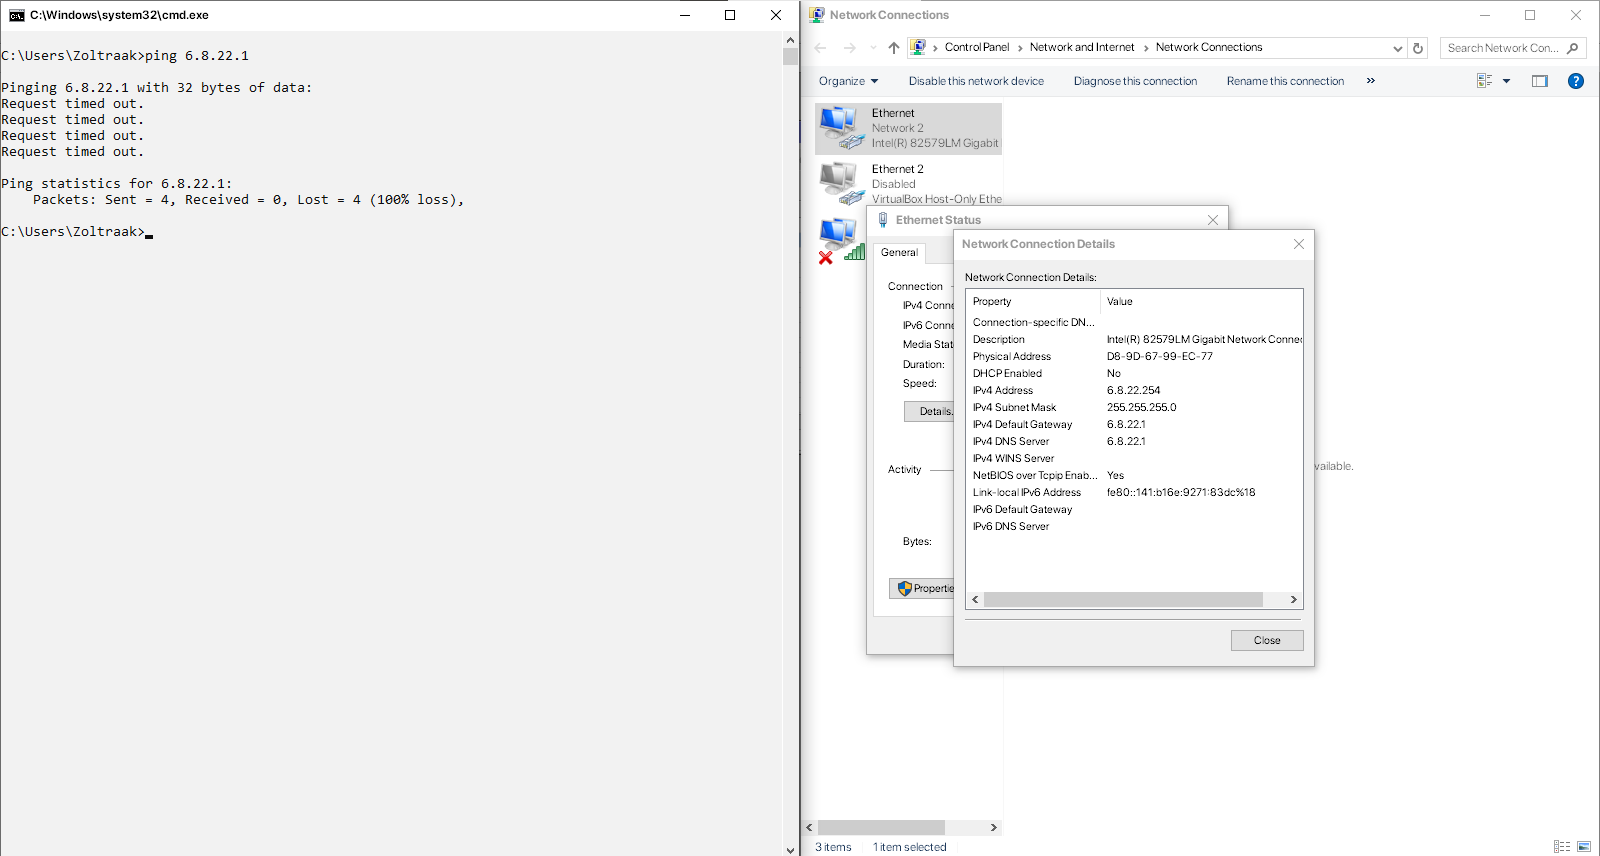 C:\Windows\system32\cmd.exe
C:\Users\Zoltraak>ping 6.8.22.1
Pinging 6.8.22.1 with 32 bytes of data:
Request timed out.
Request timed out.
Request timed out.
Request timed out.
Ping statistics for 6.8.22.1:
Packets: Sent = 4, Received = 0, Lost = 4 (100% loss),
C:\Users\Zoltraak>
Network Connections
Control Panel > Network and Internet > Network Connections
Search Network Con...
Organize Disable this network device Diagnose this connection Rename this connection »
Ethernet
Network 2
Intel(R) 82579LM Gigabit
Ethernet 2
Disabled
VirtualBox Host-Only Ethe
Ethernet Status
General
Connection
IPv4 Conne
IPv6 Conne
Media Stat
Duration:
Speed:
Details.
Activity
Bytes:
Propertie
Network Connection Details
Network Connection Details:
Property Value
Connection-specific DN...
Description Intel(R) 82579LM Gigabit Network Connec
Physical Address D8-9D-67-99-EC-77
DHCP Enabled No
IPv4 Address 6.8.22.254
IPv4 Subnet Mask 255.255.255.0
IPv4 Default Gateway 6.8.22.1
IPv4 DNS Server 6.8.22.1
IPv4 WINS Server
NetBIOS over Tcpip Enab... Yes
Link-local IPv6 Address fe80::141:b16e:9271:83dc%18
IPv6 Default Gateway
IPv6 DNS Server
Close
vailable.
3 items 1 item selected